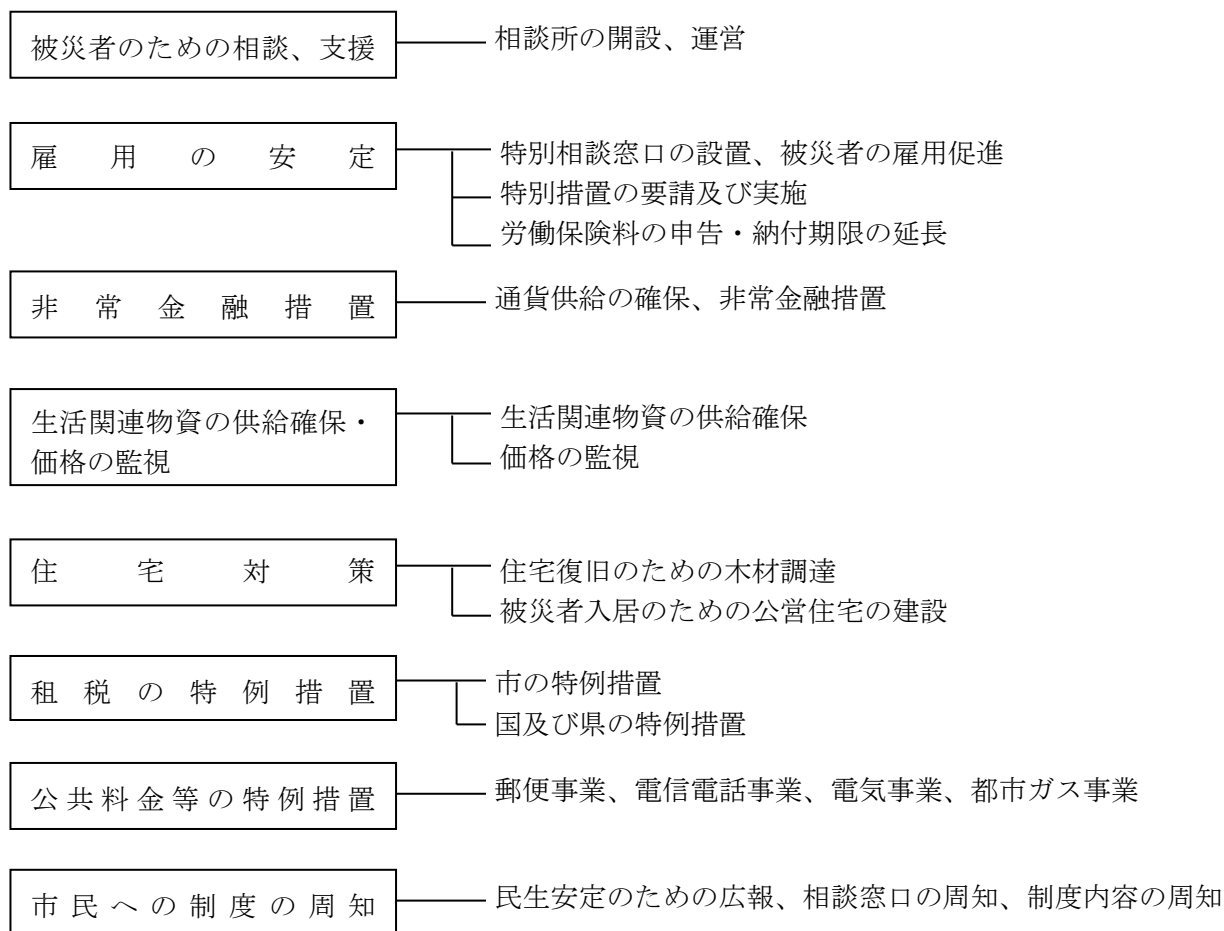 被災者のための相談、支援
相談所の開設、運営
雇用の安定
特別相談窓口の設置、被災者の雇用促進
特別措置の要請及び実施
労働保険料の申告・納付期限の延長
非常金融措置
通貨供給の確保、非常金融措置
生活関連物資の供給確保・
価格の監視
生活関連物資の供給確保
価格の監視
住宅対策
住宅復旧のための木材調達
被災者入居のための公営住宅の建設
租税の特例措置
市の特例措置
国及び県の特例措置
公共料金等の特例措置
郵便事業、電信電話事業、電気事業、都市ガス事業
市民への制度の周知
民生安定のための広報、相談窓口の周知、制度内容の周知